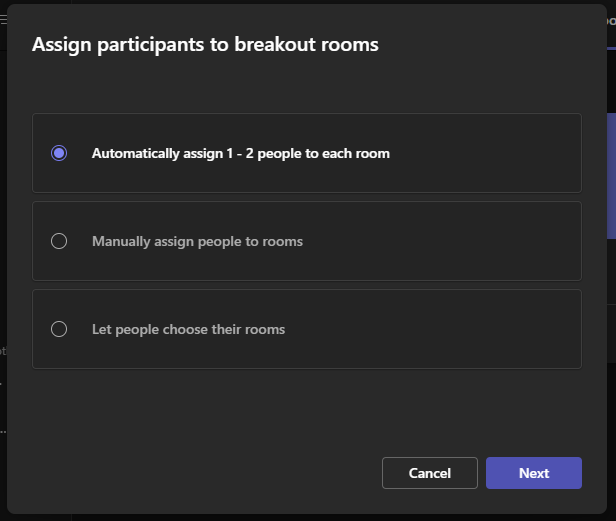 Assign participants to breakout rooms
Automatically assign 1 - 2 people to each room
Manually assign people to rooms
Let people choose their rooms
Cancel
Next